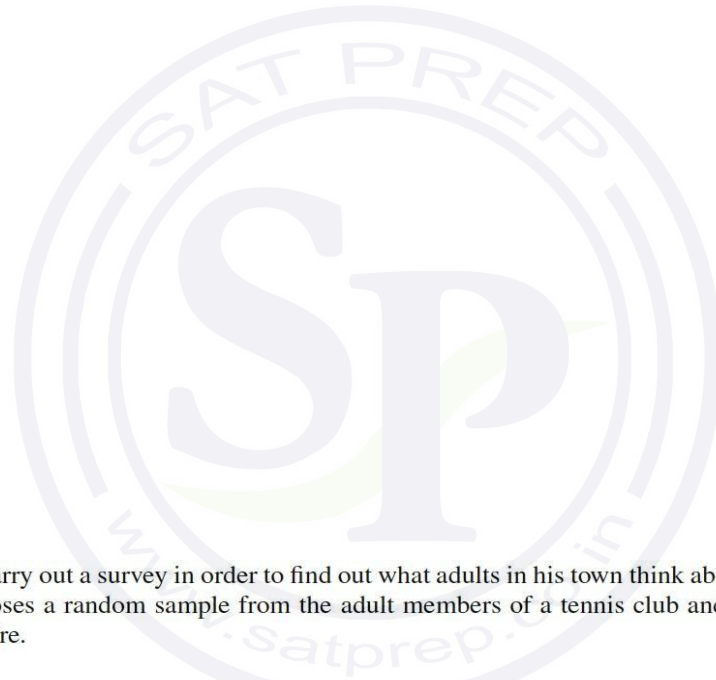 SAT PREP
SP
rry out a survey in order to find out what adults in his town think ab
oses a random sample from the adult members of a tennis club and
re.
www.satprep.co.in